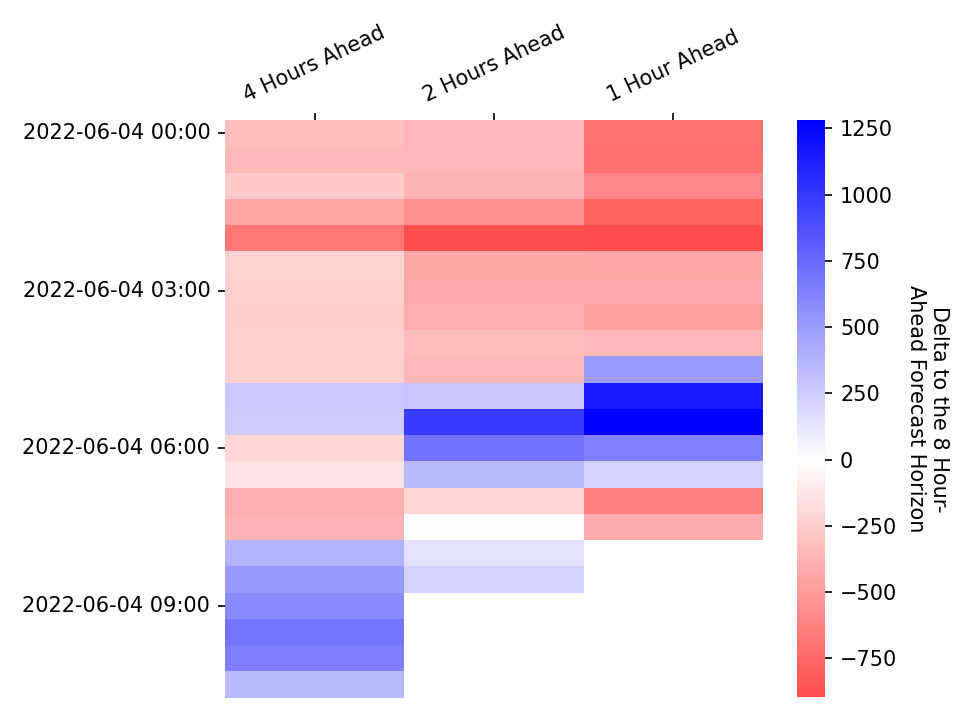 4 Hours Ahead
2 Hours Ahead
1 Hour Ahead
2022-06-04 00:00
2022-06-04 03:00
2022-06-04 06:00
2022-06-04 09:00
1250
1000
750
500
250
0
−250
−500
−750
Delta to the 8 Hour-
Ahead Forecast Horizon